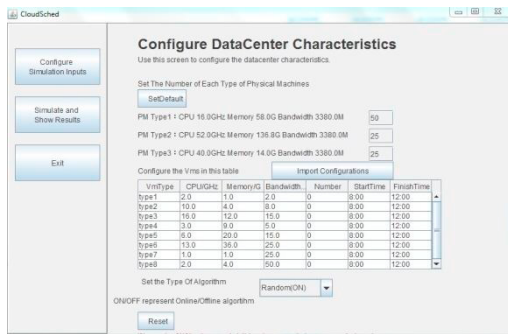 CloudSched
Configure DataCenter Characteristics
Use this screen to configure the datacenter characteristics.
Configure
Simulation Inputs
Simulate and
Show Results
Exit
Set The Number of Each Type of Physical Machines
SetDefault
PM Type1 : CPU 16.0GHz Memory 58.0G Bandwidth 3380.0M 50
PM Type2 : CPU 52.0GHz Memory 136.8G Bandwidth 3380.0M 25
PM Type3 : CPU 40.0GHz Memory 14.0G Bandwidth 3380.0M 25
Configure the Vms in this table Import Configurations
VmType CPU/GHz Memory/G. Bandwidth... Number StartTime FinishTime
type1 2.0 1.0 2.0 0 8:00 12:00
type2 10.0 4.0 8.0 0 8:00 12:00
type3 16.0 12.0 15.0 0 8:00 12:00
type4 3.0 9.0 5.0 0 8:00 12:00
type5 6.0 20.0 15.0 0 8:00 12:00
type6 13.0 36.0 25.0 0 8:00 12:00
type7 1.0 1.0 25.0 0 8:00 12:00
type8 2.0 4.0 50.0 0 8:00 12:00
Set the Type Of Algorithm Random(ON)
ON/OFF represent Online/Offline algorithm
Reset